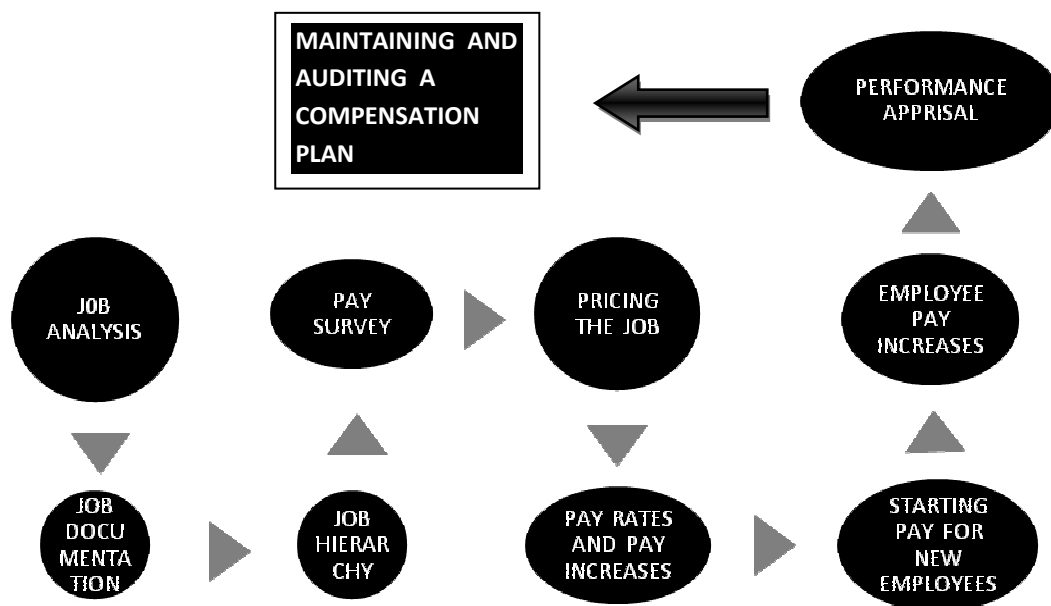 MAINTAINING AND
AUDITING A
COMPENSATION
PLAN
PERFORMANCE
APPRISAL
JOB
ANALYSIS
PAY
SURVEY
PRICING
THE JOB
EMPLOYEE
PAY
INCREASES
JOB
DOCU
MENTA
TION
JOB
HIERAR
CHY
PAY RATES
AND PAY
INCREASES
STARTING
PAY FOR
NEW
EMPLOYEES